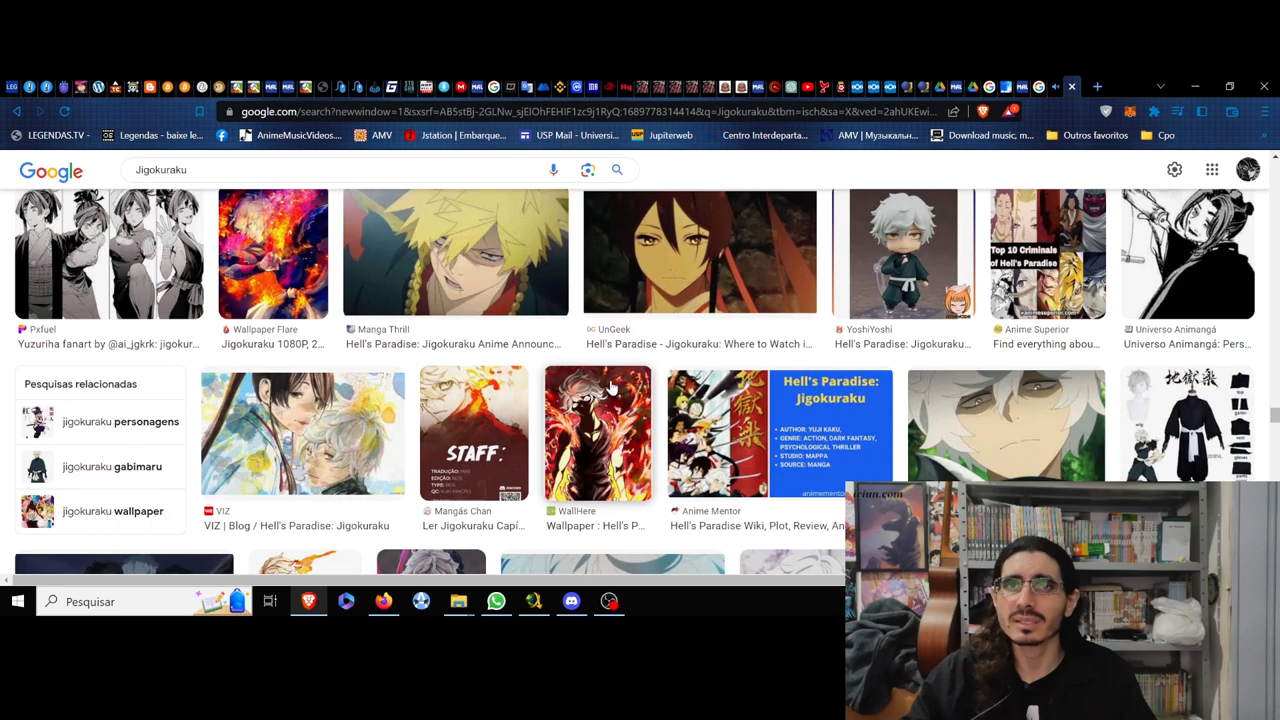 google.com/search?newwindow=1&sxsrf=AB5stBj-2GLNw_sjEIOhFEHIF1zc9j1RyQ:1689778314414&q=Jigokuraku&tbm=isch&sa=X&ved=2ahUKEwi...
LEGENDS.TV -
Legendas - baixe le...
AnimeMusicVideos....
AMV
Jstation | Embarque...
USP Mail - Universi...
Jupiterweb
Centro Interdeparta...
AMV | Музыкальн...
Download music, m...
Outros favoritos
Cpo
Google
Jigokuraku
Top 10 Criminals
of Hell's Paradise
Pxfuel
Wallpaper Flare
Manga Thrill
UnGeek
YoshiYoshi
Anime Superior
Universo Animangá
Yuzuriha fanart by @ai_jgkrk: jigokur...
Jigokuraku 1080P, 2...
Hell's Paradise: Jigokuraku Anime Announc...
Hell's Paradise - Jigokuraku: Where to Watch i...
Hell's Paradise: Jigokuraku...
Find everything abou...
Universo Animangá: Pers...
Pesquisas relacionadas
jigokuraku personagens
jigokuraku gabimaru
jigokuraku wallpaper
STAFF:
地獄楽
Hell's Paradise:
Jigokuraku
AUTHOR: YUJI KAKU,
GENRE: ACTION, DARK FANTASY,
PSYCHOLOGICAL THRILLER
STUDIO: MAPPA
SOURCE: MANGA
地獄楽
VIZ
Mangás Chan
WallHere
Anime Mentor
VIZ | Blog / Hell's Paradise: Jigokuraku
Ler Jigokuraku Capí...
Wallpaper : Hell's P...
Hell's Paradise Wiki, Plot, Review, An
Pesquisar